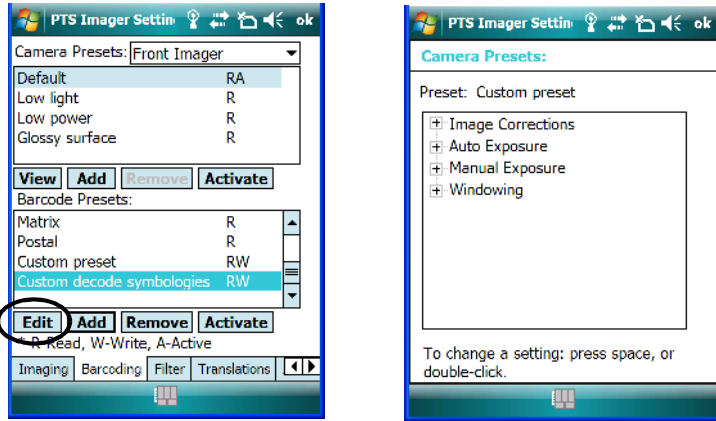 PTS Imager Settin ok
Camera Presets: Front Imager
Default RA
Low light R
Low power R
Glossy surface R
View Add Remove Activate
Barcode Presets:
Matrix R
Postal R
Custom preset RW
Custom decode symbologies RW
Edit Add Remove Activate
* R-Read, W-Write, A-Active
Imaging Barcoding Filter Translations
PTS Imager Settin ok
Camera Presets:
Preset: Custom preset
Image Corrections
Auto Exposure
Manual Exposure
Windowing
To change a setting: press space, or
double-click.